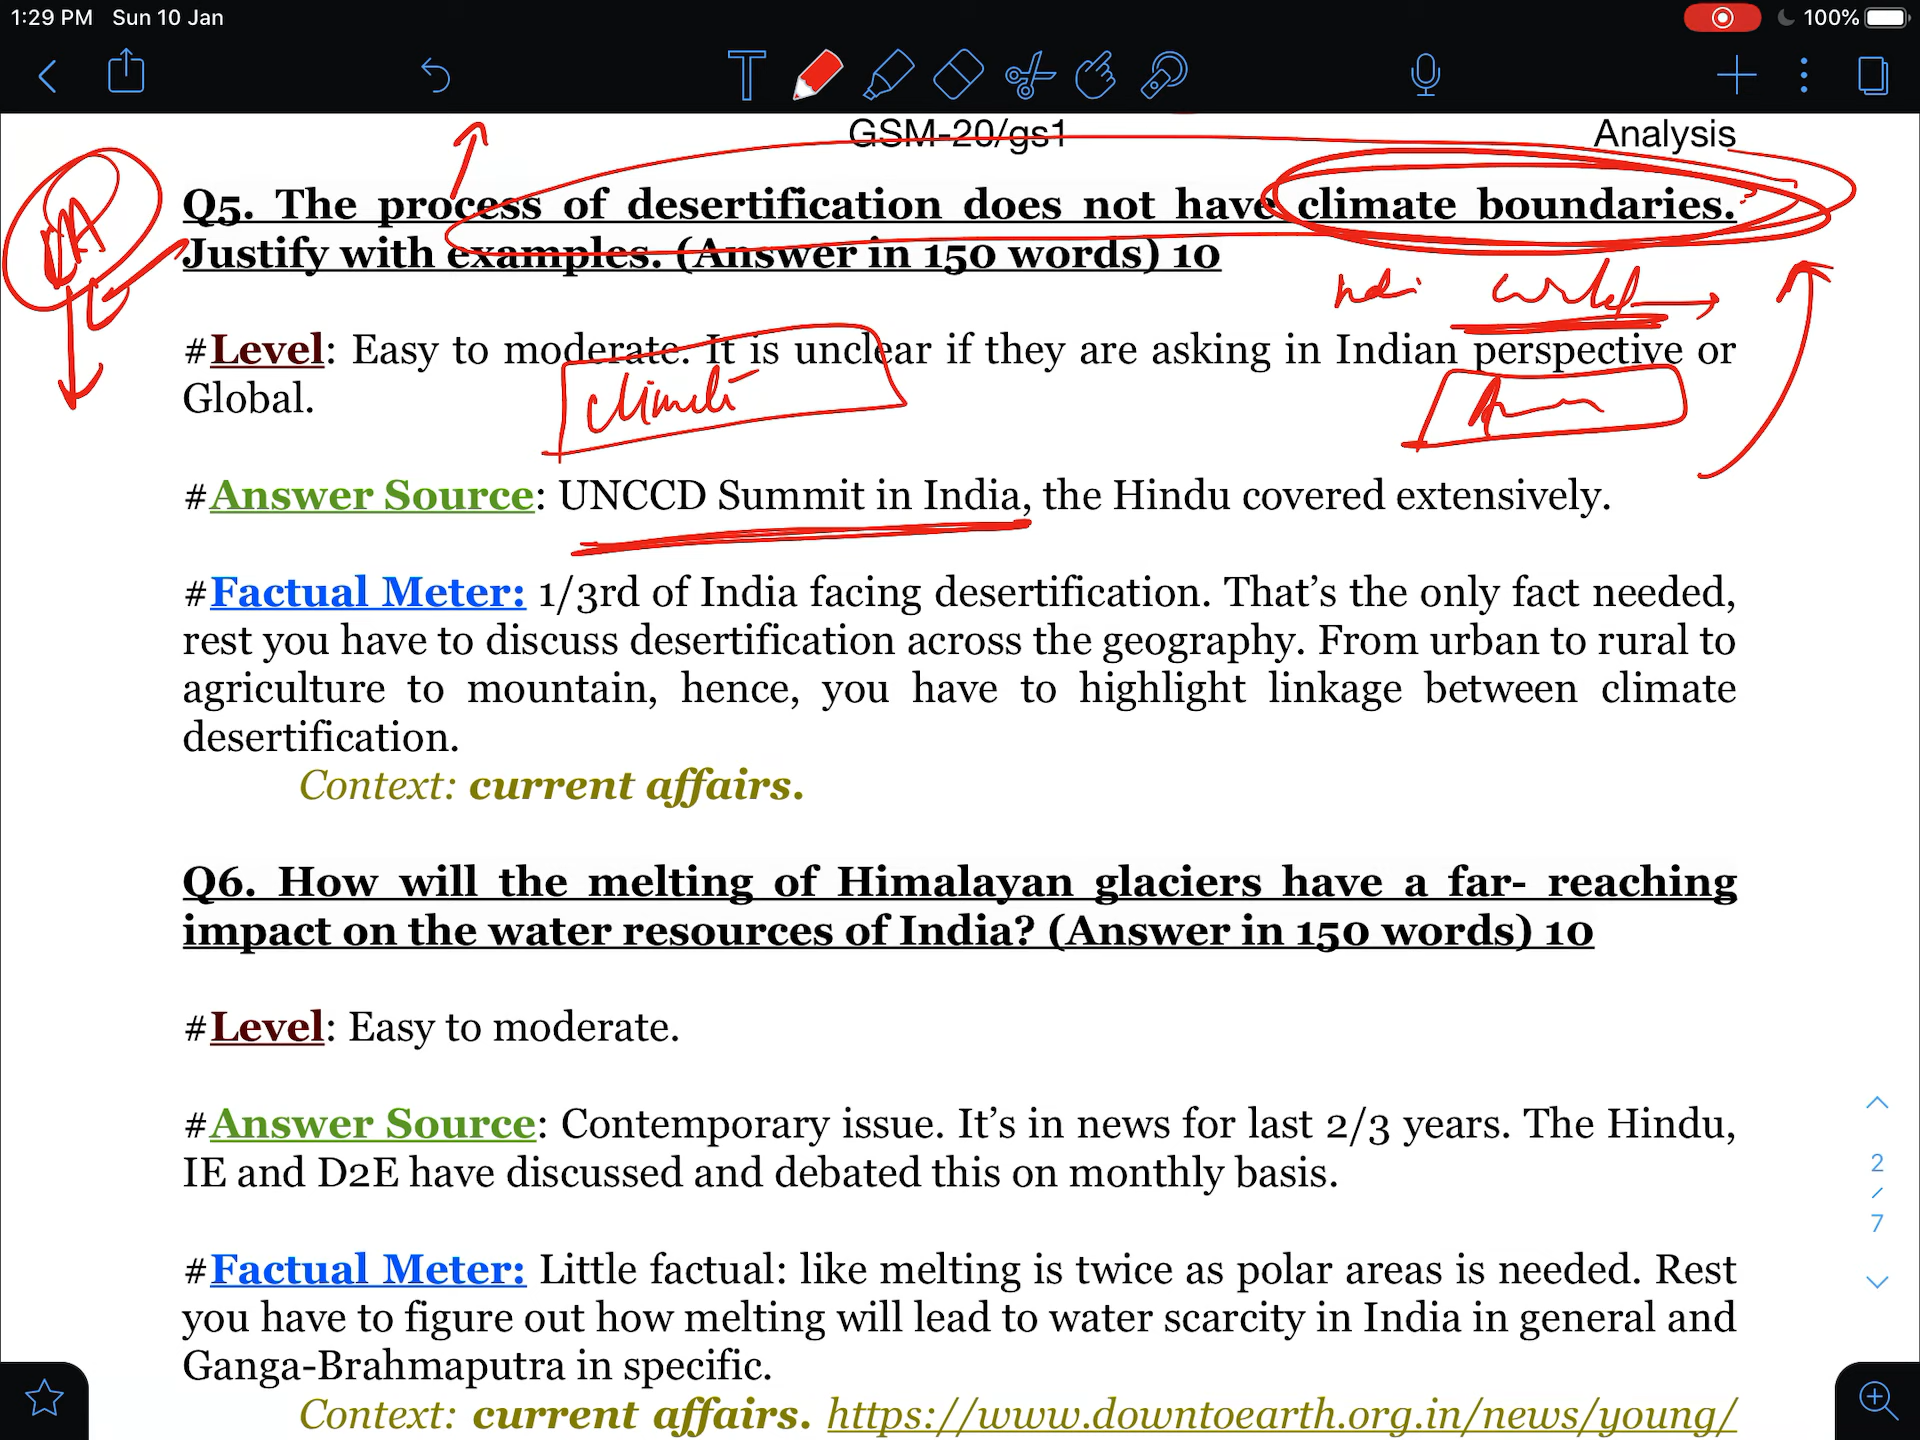 1:29 PM Sun 10 Jan
100%
GSM-20/gs1 Analysis
Q5. The process of desertification does not have climate boundaries.
Justify with examples. (Answer in 150 words) 10
#Level: Easy to moderate. It is unclear if they are asking in Indian perspective or
Global.
#Answer Source: UNCCD Summit in India, the Hindu covered extensively.
#Factual Meter: 1/3rd of India facing desertification. That's the only fact needed,
rest you have to discuss desertification across the geography. From urban to rural to
agriculture to mountain, hence, you have to highlight linkage between climate
desertification.
Context: current affairs.
Q6. How will the melting of Himalayan glaciers have a far- reaching
impact on the water resources of India? (Answer in 150 words) 10
#Level: Easy to moderate.
#Answer Source: Contemporary issue. It's in news for last 2/3 years. The Hindu,
IE and D2E have discussed and debated this on monthly basis.
#Factual Meter: Little factual: like melting is twice as polar areas is needed. Rest
you have to figure out how melting will lead to water scarcity in India in general and
Ganga-Brahmaputra in specific.
Context: current affairs. https://www.downtoearth.org.in/news/young/
2
/
7